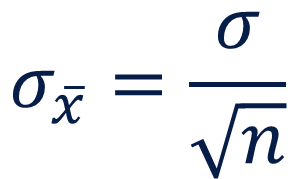 σ_x̄ = σ / √n